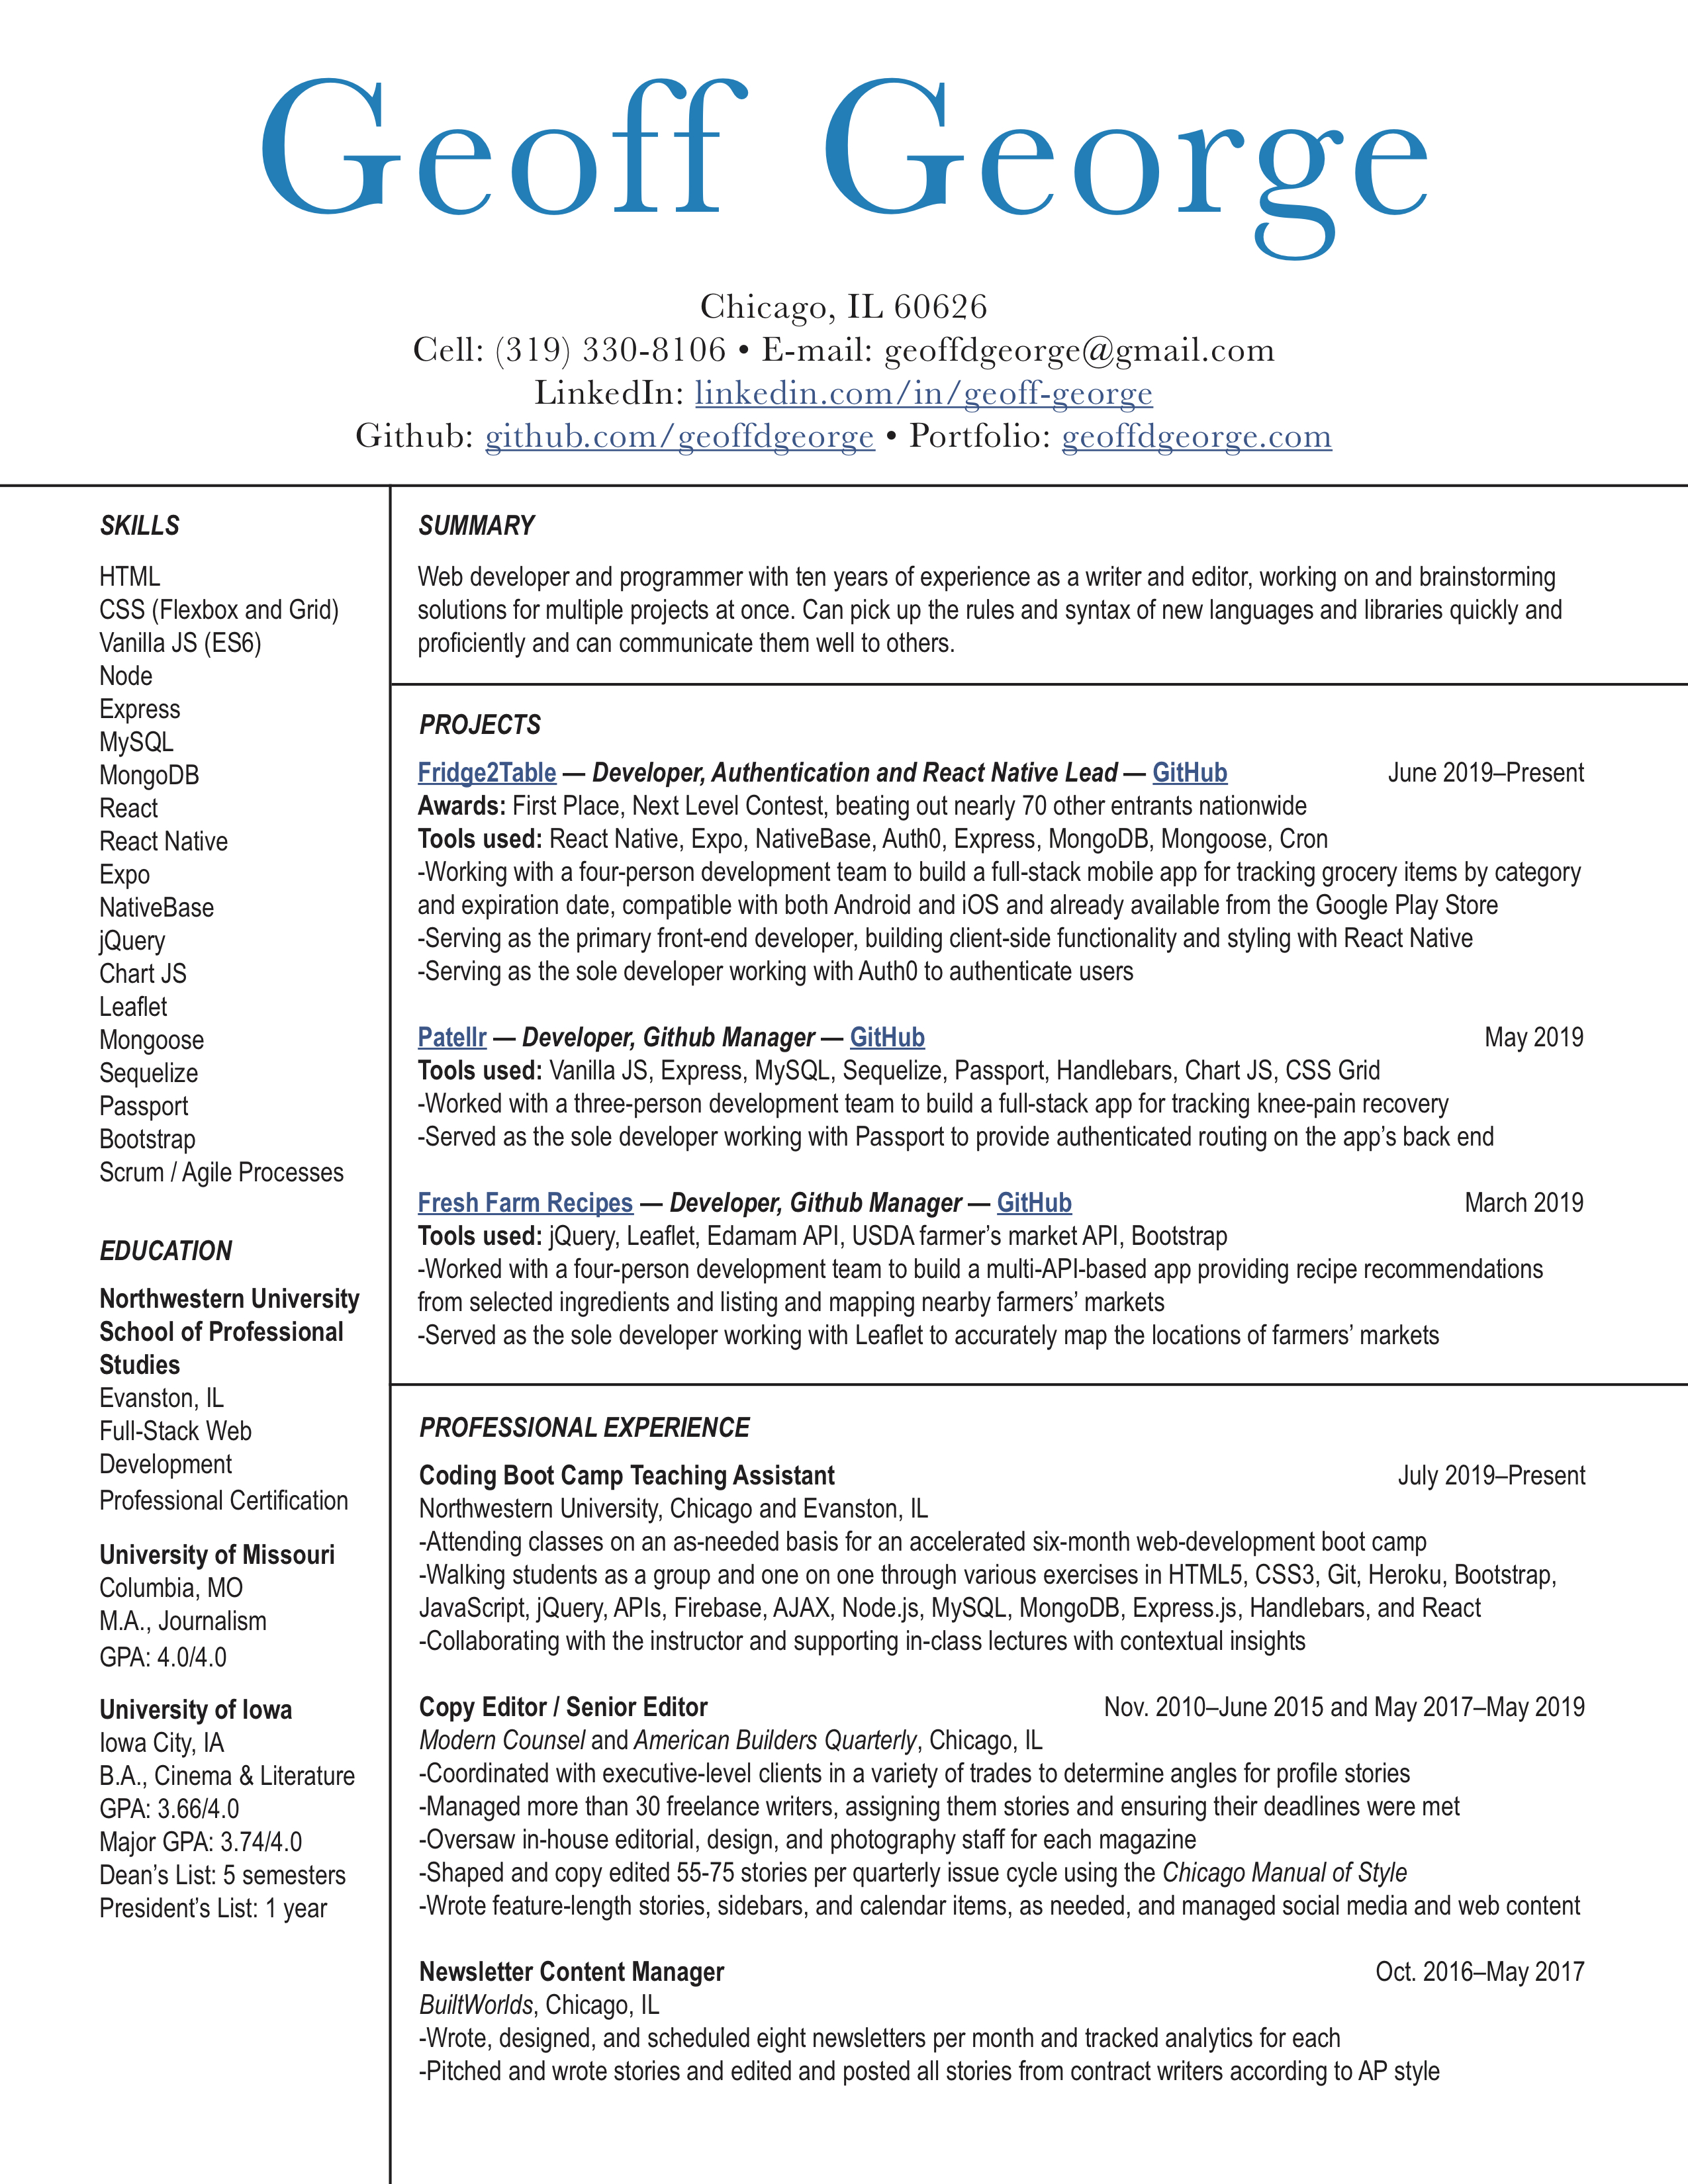 Geoff George
Chicago, IL 60626
Cell: (319) 330-8106 • E-mail: geoffdgeorge@gmail.com
LinkedIn: linkedin.com/in/geoff-george
Github: github.com/geoffdgeorge • Portfolio: geoffdgeorge.com
SKILLS
HTML
CSS (Flexbox and Grid)
Vanilla JS (ES6)
Node
Express
MySQL
MongoDB
React
React Native
Expo
NativeBase
jQuery
Chart JS
Leaflet
Mongoose
Sequelize
Passport
Bootstrap
Scrum / Agile Processes
EDUCATION
Northwestern University
School of Professional
Studies
Evanston, IL
Full-Stack Web
Development
Professional Certification
University of Missouri
Columbia, MO
M.A., Journalism
GPA: 4.0/4.0
University of Iowa
Iowa City, IA
B.A., Cinema & Literature
GPA: 3.66/4.0
Major GPA: 3.74/4.0
Dean’s List: 5 semesters
President’s List: 1 year
SUMMARY
Web developer and programmer with ten years of experience as a writer and editor, working on and brainstorming
solutions for multiple projects at once. Can pick up the rules and syntax of new languages and libraries quickly and
proficiently and can communicate them well to others.
PROJECTS
Fridge2Table — Developer, Authentication and React Native Lead — GitHub June 2019–Present
Awards: First Place, Next Level Contest, beating out nearly 70 other entrants nationwide
Tools used: React Native, Expo, NativeBase, Auth0, Express, MongoDB, Mongoose, Cron
-Working with a four-person development team to build a full-stack mobile app for tracking grocery items by category
and expiration date, compatible with both Android and iOS and already available from the Google Play Store
-Serving as the primary front-end developer, building client-side functionality and styling with React Native
-Serving as the sole developer working with Auth0 to authenticate users
Patellr — Developer, Github Manager — GitHub May 2019
Tools used: Vanilla JS, Express, MySQL, Sequelize, Passport, Handlebars, Chart JS, CSS Grid
-Worked with a three-person development team to build a full-stack app for tracking knee-pain recovery
-Served as the sole developer working with Passport to provide authenticated routing on the app’s back end
Fresh Farm Recipes — Developer, Github Manager — GitHub March 2019
Tools used: jQuery, Leaflet, Edamam API, USDA farmer’s market API, Bootstrap
-Worked with a four-person development team to build a multi-API-based app providing recipe recommendations
from selected ingredients and listing and mapping nearby farmers’ markets
-Served as the sole developer working with Leaflet to accurately map the locations of farmers’ markets
PROFESSIONAL EXPERIENCE
Coding Boot Camp Teaching Assistant July 2019–Present
Northwestern University, Chicago and Evanston, IL
-Attending classes on an as-needed basis for an accelerated six-month web-development boot camp
-Walking students as a group and one on one through various exercises in HTML5, CSS3, Git, Heroku, Bootstrap,
JavaScript, jQuery, APIs, Firebase, AJAX, Node.js, MySQL, MongoDB, Express.js, Handlebars, and React
-Collaborating with the instructor and supporting in-class lectures with contextual insights
Copy Editor / Senior Editor Nov. 2010–June 2015 and May 2017–May 2019
Modern Counsel and American Builders Quarterly, Chicago, IL
-Coordinated with executive-level clients in a variety of trades to determine angles for profile stories
-Managed more than 30 freelance writers, assigning them stories and ensuring their deadlines were met
-Oversaw in-house editorial, design, and photography staff for each magazine
-Shaped and copy edited 55-75 stories per quarterly issue cycle using the Chicago Manual of Style
-Wrote feature-length stories, sidebars, and calendar items, as needed, and managed social media and web content
Newsletter Content Manager Oct. 2016–May 2017
BuiltWorlds, Chicago, IL
-Wrote, designed, and scheduled eight newsletters per month and tracked analytics for each
-Pitched and wrote stories and edited and posted all stories from contract writers according to AP style